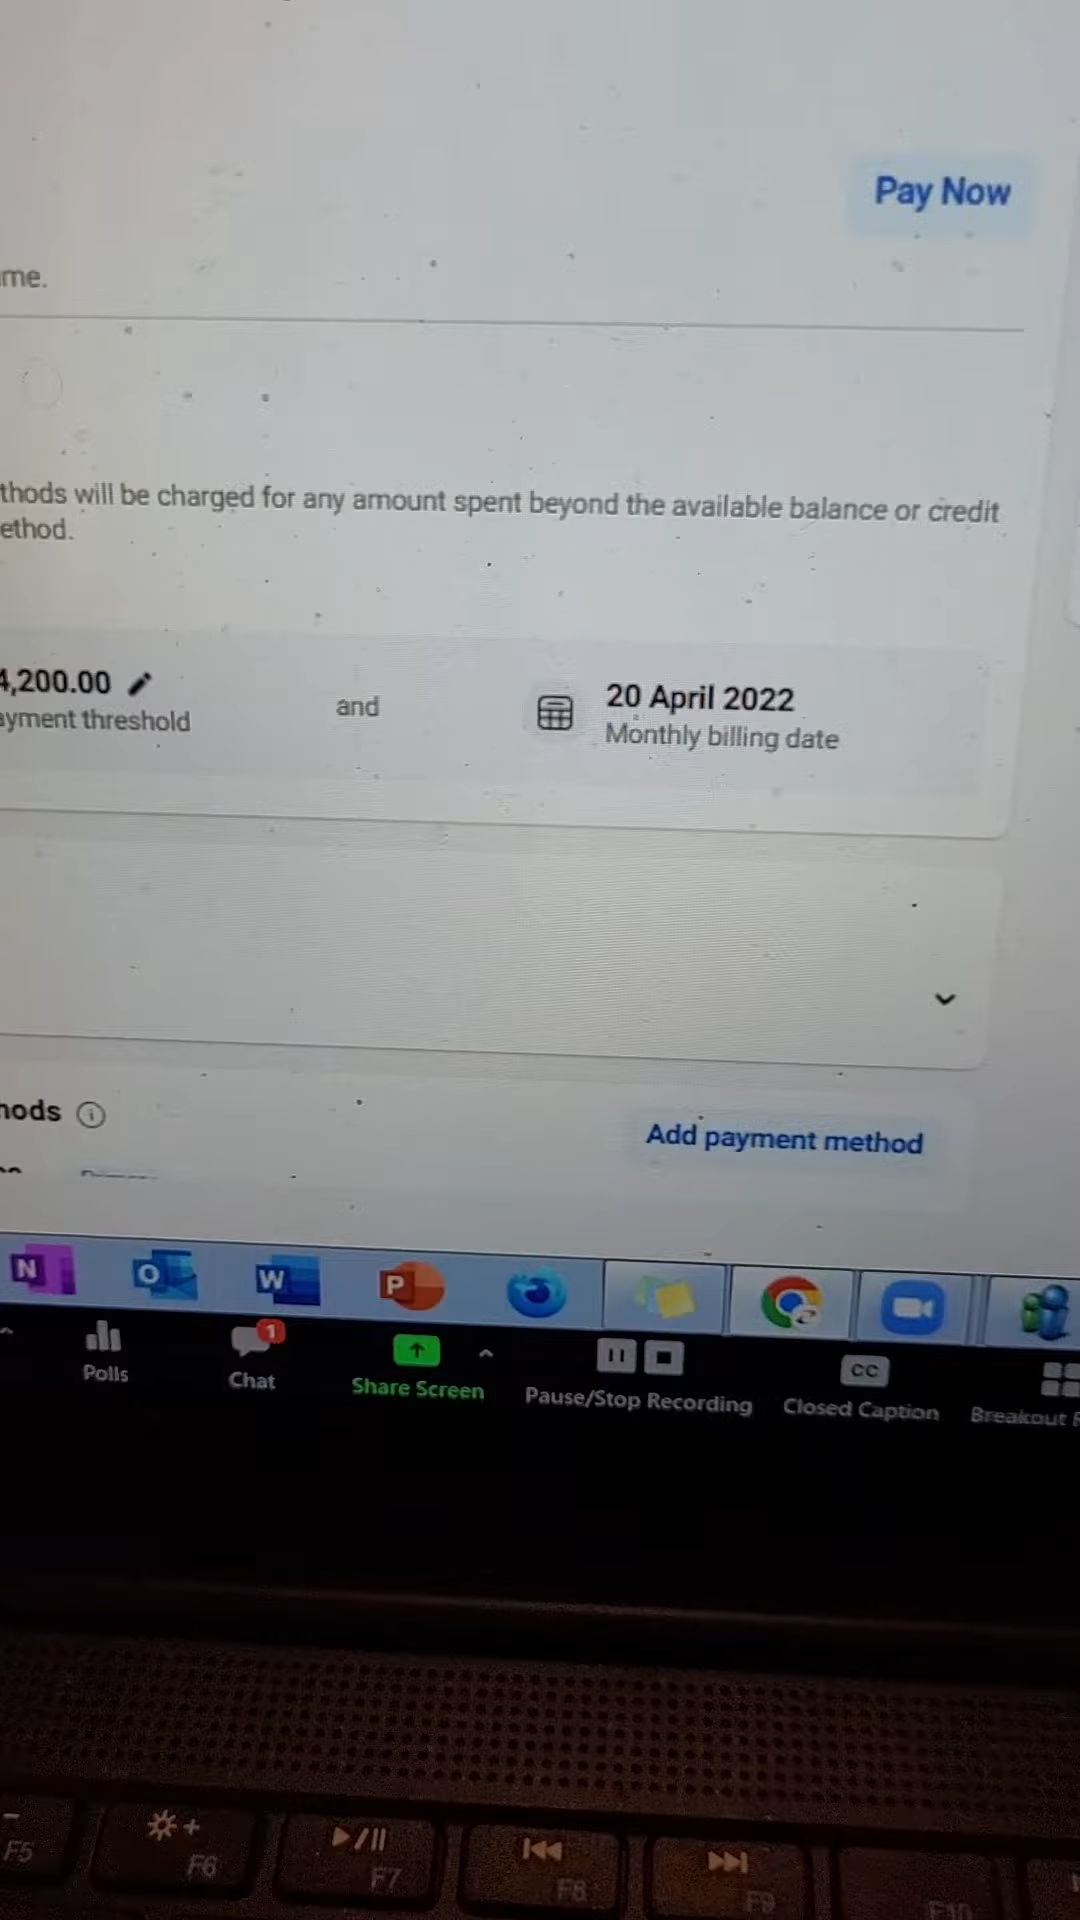 Pay Now
me.
thods will be charged for any amount spent beyond the available balance or credit
ethod.
4,200.00
ayment threshold
and
20 April 2022
Monthly billing date
hods
Add payment method
N
O
W
P
1
CC
Polls
Chat
Share Screen
Pause/Stop Recording
Closed Caption
Breakout R
F5
F6
F7
F8
F9
F10